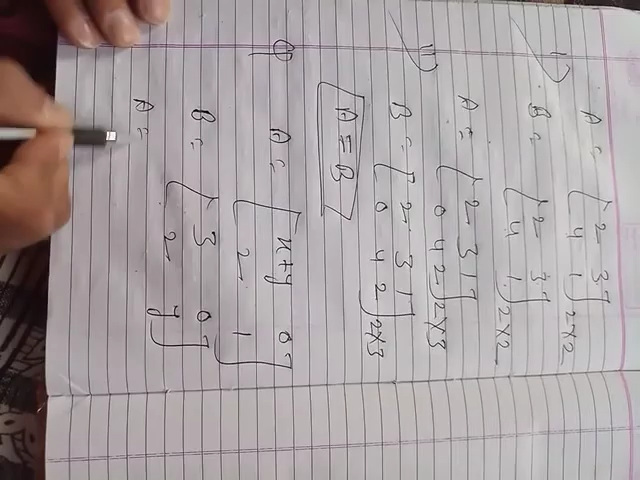 i) A = [2 3
4 1] 2×2
B = [2 3
4 1] 2×2
ii) A = [2 3 1
0 4 2] 2×3
B = [2 3 1
0 4 2] 2×3
A = B
Q) A = [x+y 0
2 1]
B = [3 0
2 y]
A =